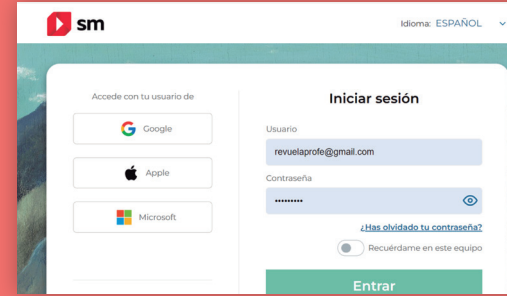 sm
Idioma: ESPAÑOL
Accede con tu usuario de
Google
Apple
Microsoft
Iniciar sesión
Usuario
revuelaprofe@gmail.com
Contraseña
•••••••••
¿Has olvidado tu contraseña?
Recuérdame en este equipo
Entrar